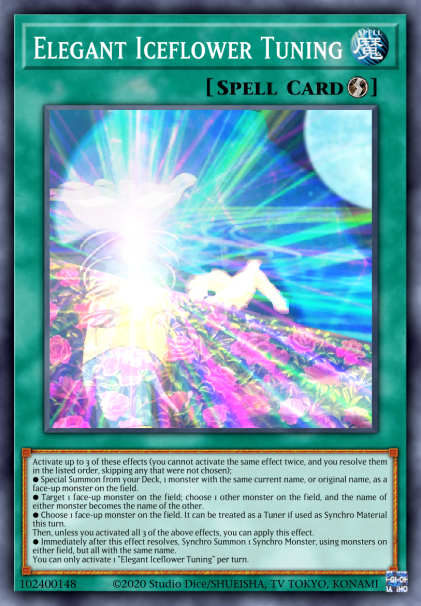 ELEGANT ICEFLOWER TUNING
SPELL
魔
[SPELL CARD]
Activate up to 3 of these effects (you cannot activate the same effect twice, and you resolve them
in the listed order, skipping any that were not chosen);
● Special Summon from your Deck, 1 monster with the same current name, or original name, as a
face-up monster on the field.
● Target 1 face-up monster on the field; choose 1 other monster on the field, and the name of
either monster becomes the name of the other.
● Choose 1 face-up monster on the field. It can be treated as a Tuner if used as Synchro Material
this turn.
Then, unless you activated all 3 of the above effects, you can apply this effect.
● Immediately after this effect resolves, Synchro Summon 1 Synchro Monster, using monsters on
either field, but all with the same name.
You can only activate 1 "Elegant Iceflower Tuning" per turn.
102400148 ©2020 Studio Dice/SHUEISHA, TV TOKYO, KONAMI